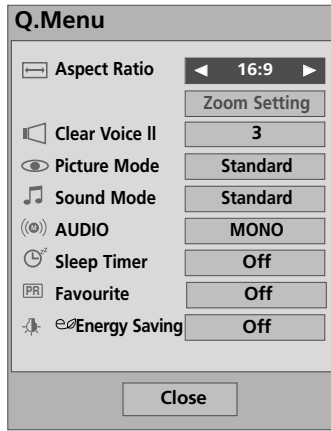 Q.Menu
Aspect Ratio ◄ 16:9 ►
Zoom Setting
Clear Voice ll 3
Picture Mode Standard
Sound Mode Standard
AUDIO MONO
Sleep Timer Off
PR Favourite Off
Energy Saving Off
Close